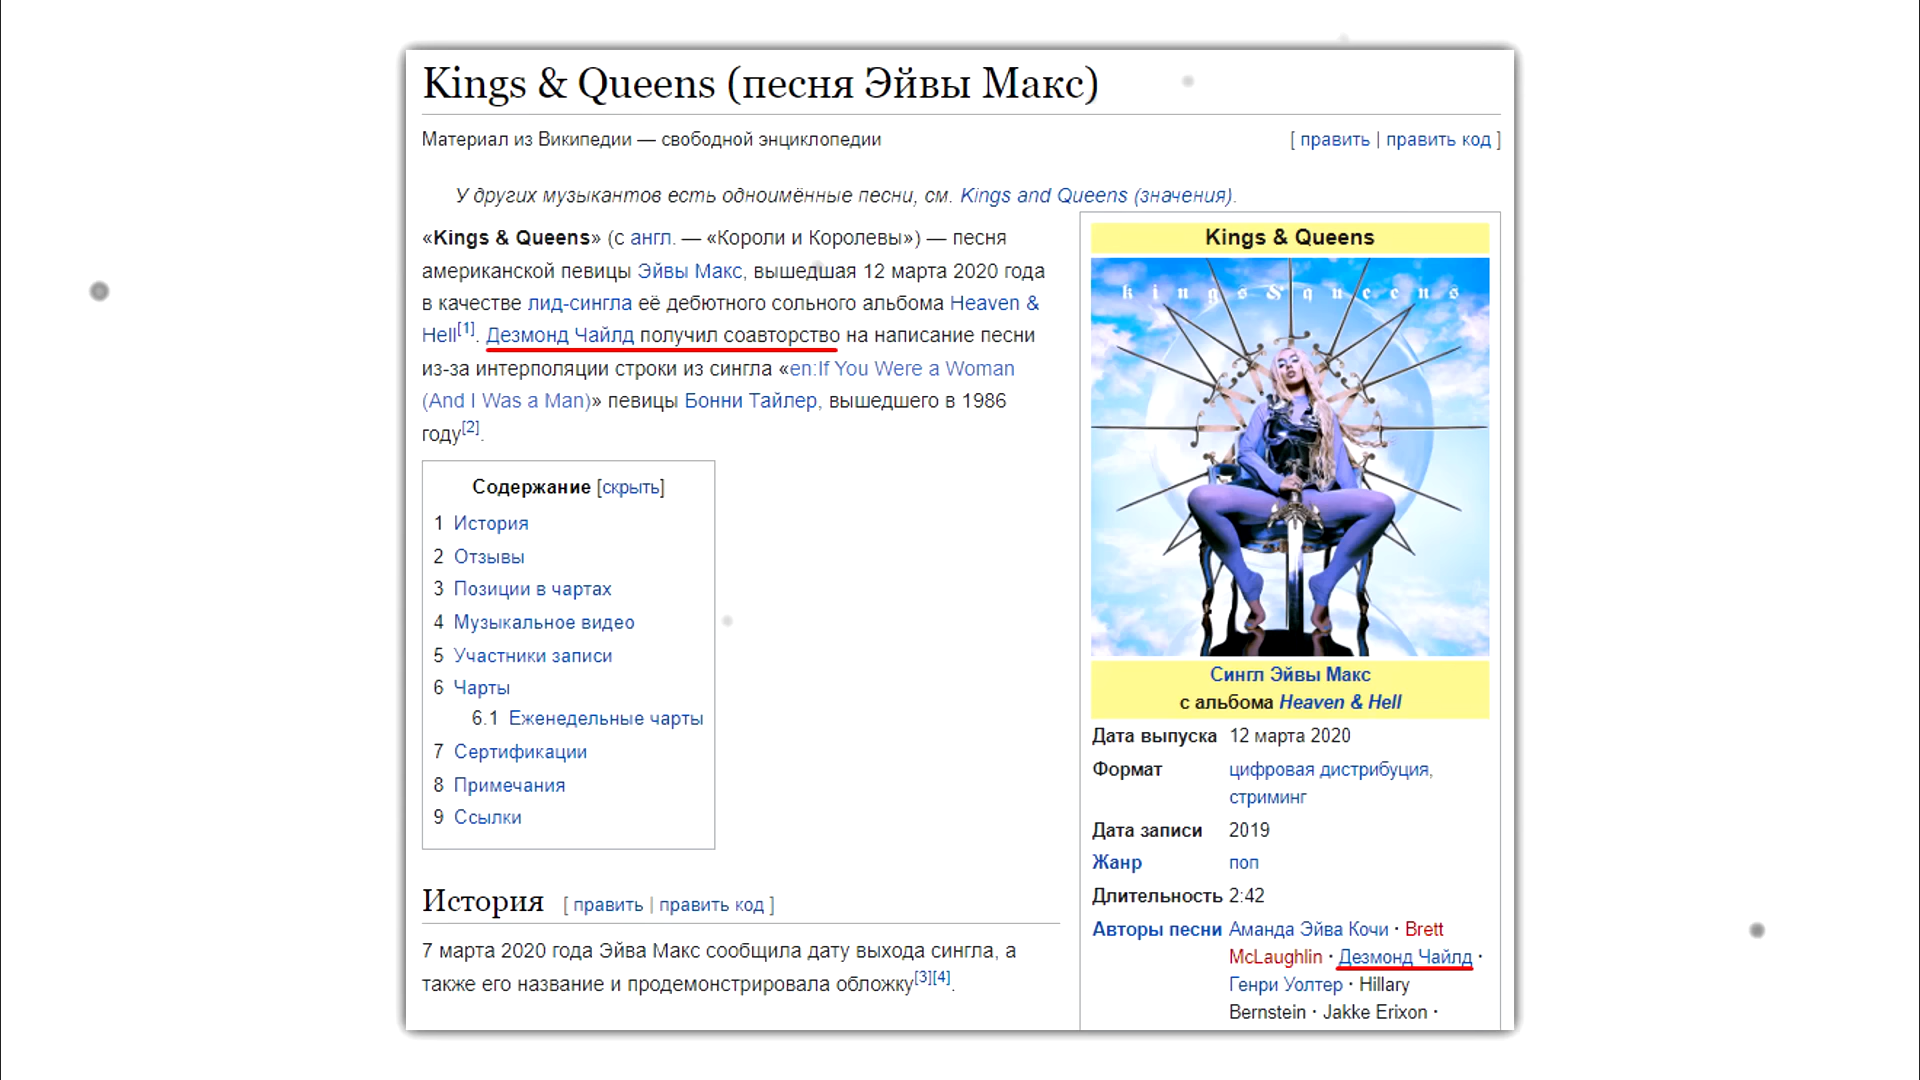 Kings & Queens (песня Эйвы Макс)
Материал из Википедии — свободной энциклопедии
[ править | править код ]
У других музыкантов есть одноимённые песни, см. Kings and Queens (значения).
«Kings & Queens» (с англ. — «Короли и Королевы») — песня
американской певицы Эйвы Макс, вышедшая 12 марта 2020 года
в качестве лид-сингла её дебютного сольного альбома Heaven &
Hell[1]. Дезмонд Чайлд получил соавторство на написание песни
из-за интерполяции строки из сингла «en:If You Were a Woman
(And I Was a Man)» певицы Бонни Тайлер, вышедшего в 1986
году[2].
Содержание [скрыть]
1 История
2 Отзывы
3 Позиции в чартах
4 Музыкальное видео
5 Участники записи
6 Чарты
6.1 Еженедельные чарты
7 Сертификации
8 Примечания
9 Ссылки
История [ править | править код ]
7 марта 2020 года Эйва Макс сообщила дату выхода сингла, а
также его название и продемонстрировала обложку[3][4].
Kings & Queens
kings & queens
Сингл Эйвы Макс
с альбома Heaven & Hell
Дата выпуска 12 марта 2020
Формат цифровая дистрибуция,
стриминг
Дата записи 2019
Жанр поп
Длительность 2:42
Авторы песни Аманда Эйва Кочи · Brett
McLaughlin · Дезмонд Чайлд ·
Генри Уолтер · Hillary
Bernstein · Jakke Erixon ·